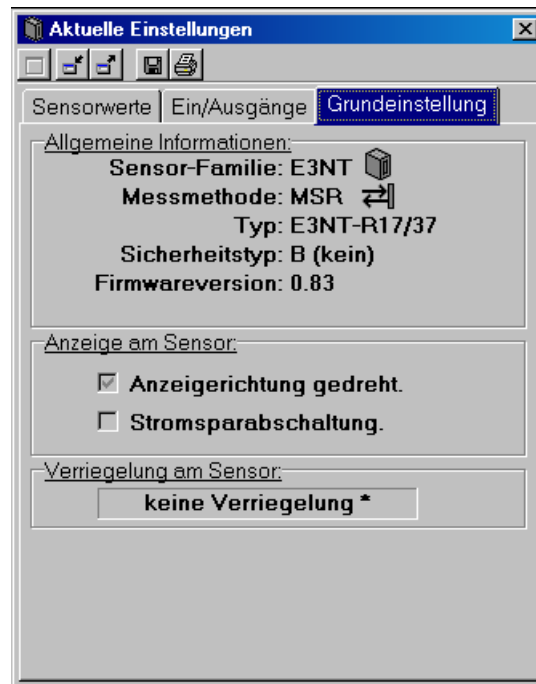 Aktuelle Einstellungen
Sensorwerte
Ein/Ausgänge
Grundeinstellung
Allgemeine Informationen:
Sensor-Familie: E3NT
Messmethode: MSR
Typ: E3NT-R17/37
Sicherheitstyp: B (kein)
Firmwareversion: 0.83
Anzeige am Sensor:
Anzeigerichtung gedreht.
Stromsparabschaltung.
Verriegelung am Sensor:
keine Verriegelung *